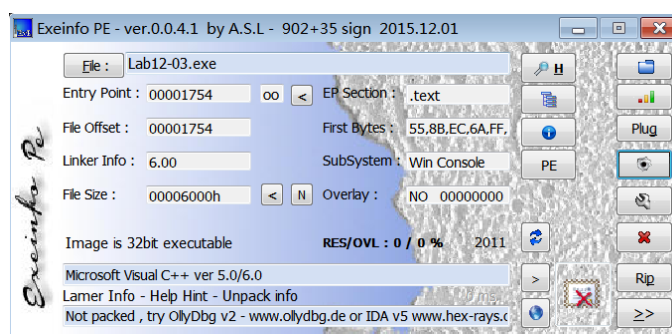 Exeinfo PE - ver.0.0.4.1 by A.S.L - 902+35 sign 2015.12.01
File : Lab12-03.exe H
Entry Point : 00001754 oo < EP Section : .text
File Offset : 00001754 First Bytes : 55,8B,EC,6A,FF, Plug
Linker Info : 6.00 SubSystem : Win Console PE
File Size : 00006000h < N Overlay : NO 00000000
Image is 32bit executable RES/OVL : 0 / 0 % 2011
Microsoft Visual C++ ver 5.0/6.0 > Rip
Lamer Info - Help Hint - Unpack info
Not packed , try OllyDbg v2 - www.ollydbg.de or IDA v5 www.hex-rays.c >>
Exeinfo Pe